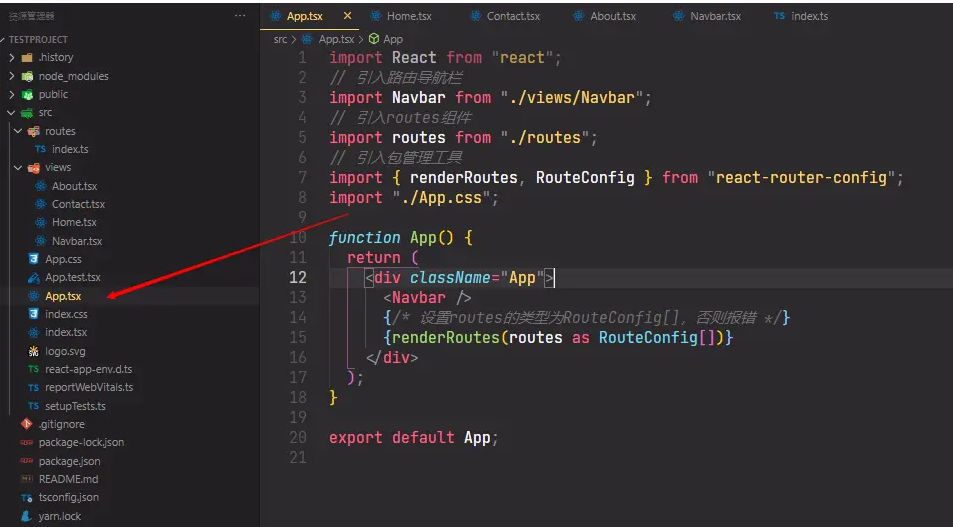 资源管理器
···
TESTPROJECT
.history
node_modules
public
src
routes
TS index.ts
views
About.tsx
Contact.tsx
Home.tsx
Navbar.tsx
App.css
App.test.tsx
App.tsx
index.css
index.tsx
logo.svg
TS react-app-env.d.ts
TS reportWebVitals.ts
TS setupTests.ts
.gitignore
package-lock.json
package.json
README.md
tsconfig.json
yarn.lock
App.tsx × Home.tsx Contact.tsx About.tsx Navbar.tsx TS index.ts
src > App.tsx > App
1 import React from "react";
2 // 引入路由导航栏
3 import Navbar from "./views/Navbar";
4 // 引入routes组件
5 import routes from "./routes";
6 // 引入包管理工具
7 import { renderRoutes, RouteConfig } from "react-router-config";
8 import "./App.css";
9
10 function App() {
11 return (
12 <div className="App">
13 <Navbar />
14 {/* 设置routes的类型为RouteConfig[], 否则报错 */}
15 {renderRoutes(routes as RouteConfig[])}
16 </div>
17 );
18 }
19
20 export default App;
21